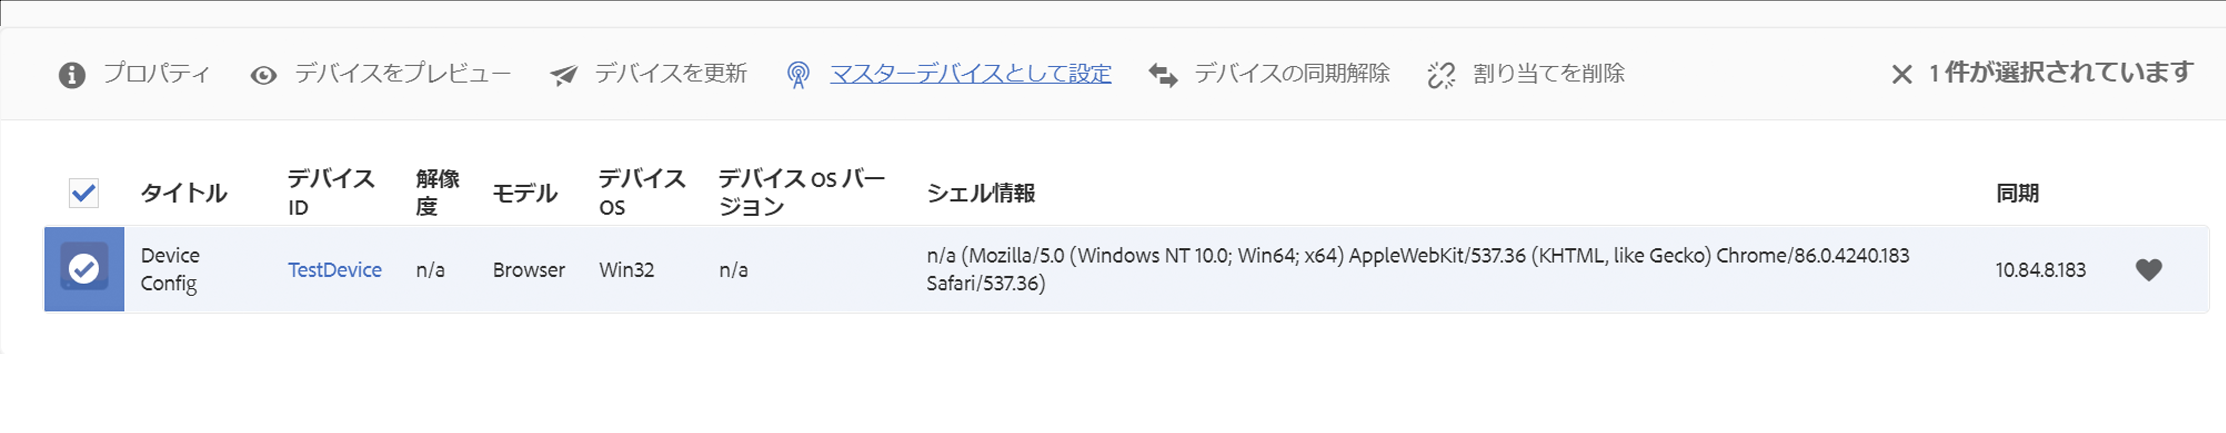 プロパティ デバイスをプレビュー デバイスを更新 マスターデバイスとして設定 デバイスの同期解除 割り当てを削除 1 件が選択されています
タイトル デバイス ID 解像度 モデル デバイス OS デバイス OS バージョン シェル情報 同期
Device Config TestDevice n/a Browser Win32 n/a n/a (Mozilla/5.0 (Windows NT 10.0; Win64; x64) AppleWebKit/537.36 (KHTML, like Gecko) Chrome/86.0.4240.183 Safari/537.36) 10.84.8.183